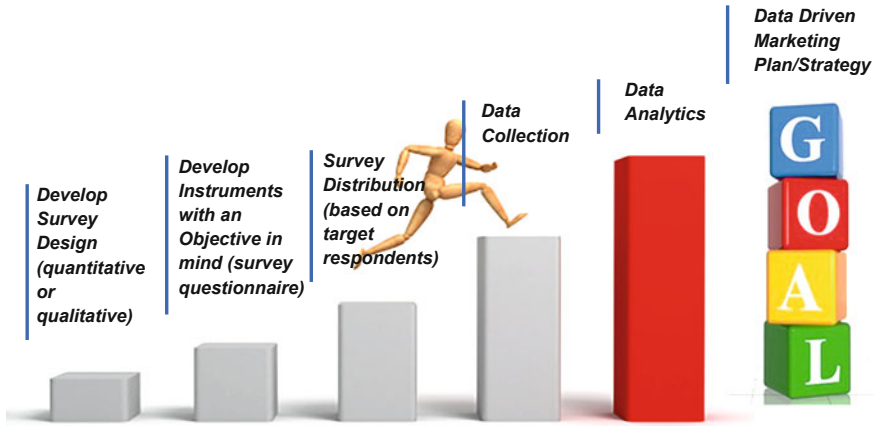 Develop
Survey
Design
(quantitative
or
qualitative)
Develop
Instruments
with an
Objective in
mind (survey
questionnaire)
Survey
Distribution
(based on
target
respondents)
Data
Collection
Data
Analytics
Data Driven
Marketing
Plan/Strategy
G
O
A
L